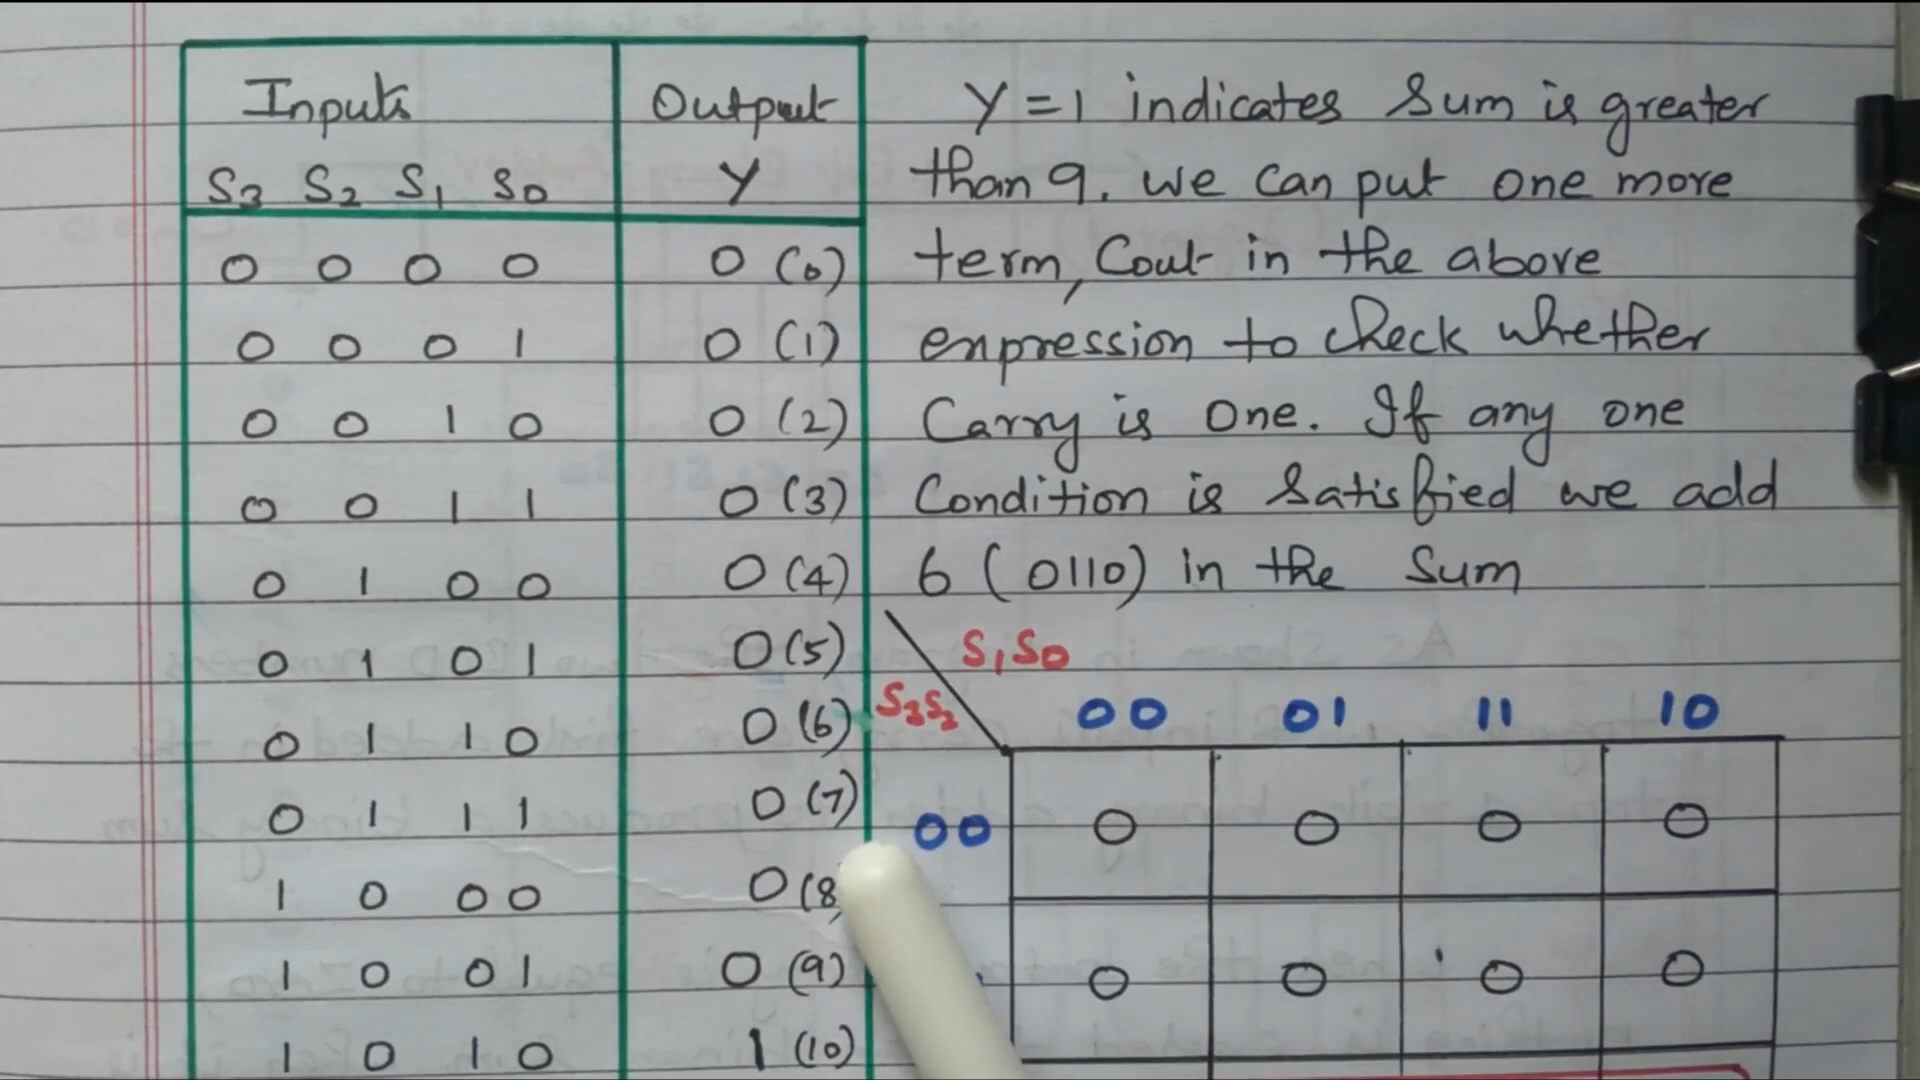 Inputs Output
S3 S2 S1 S0 Y
0 0 0 0 0 (0)
0 0 0 1 0 (1)
0 0 1 0 0 (2)
0 0 1 1 0 (3)
0 1 0 0 0 (4)
0 1 0 1 0 (5)
0 1 1 0 0 (6)
0 1 1 1 0 (7)
1 0 0 0 0 (8
1 0 0 1 0 (9)
1 0 1 0 1 (10)
Y = 1 indicates Sum is greater
than 9. we can put one more
term, Cout in the above
expression to check whether
Carry is one. If any one
Condition is satisfied we add
6 (0110) in the Sum
S1S0
S3S2
00 01 11 10
00 0 0 0 0
0 0 0 0